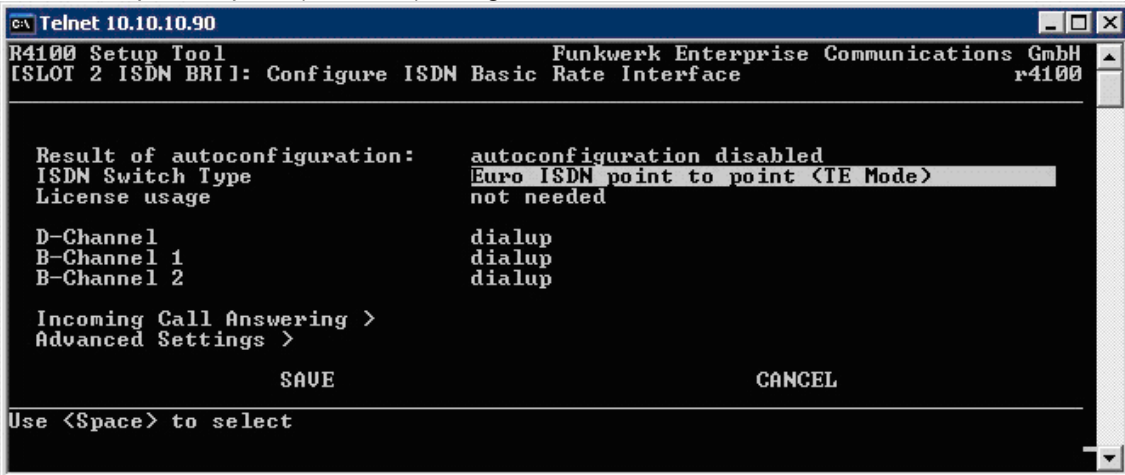 Telnet 10.10.10.90
R4100 Setup Tool Funkwerk Enterprise Communications GmbH
[SLOT 2 ISDN BRI]: Configure ISDN Basic Rate Interface r4100
Result of autoconfiguration: autoconfiguration disabled
ISDN Switch Type Euro ISDN point to point (TE Mode)
License usage not needed
D-Channel dialup
B-Channel 1 dialup
B-Channel 2 dialup
Incoming Call Answering >
Advanced Settings >
SAVE CANCEL
Use <Space> to select